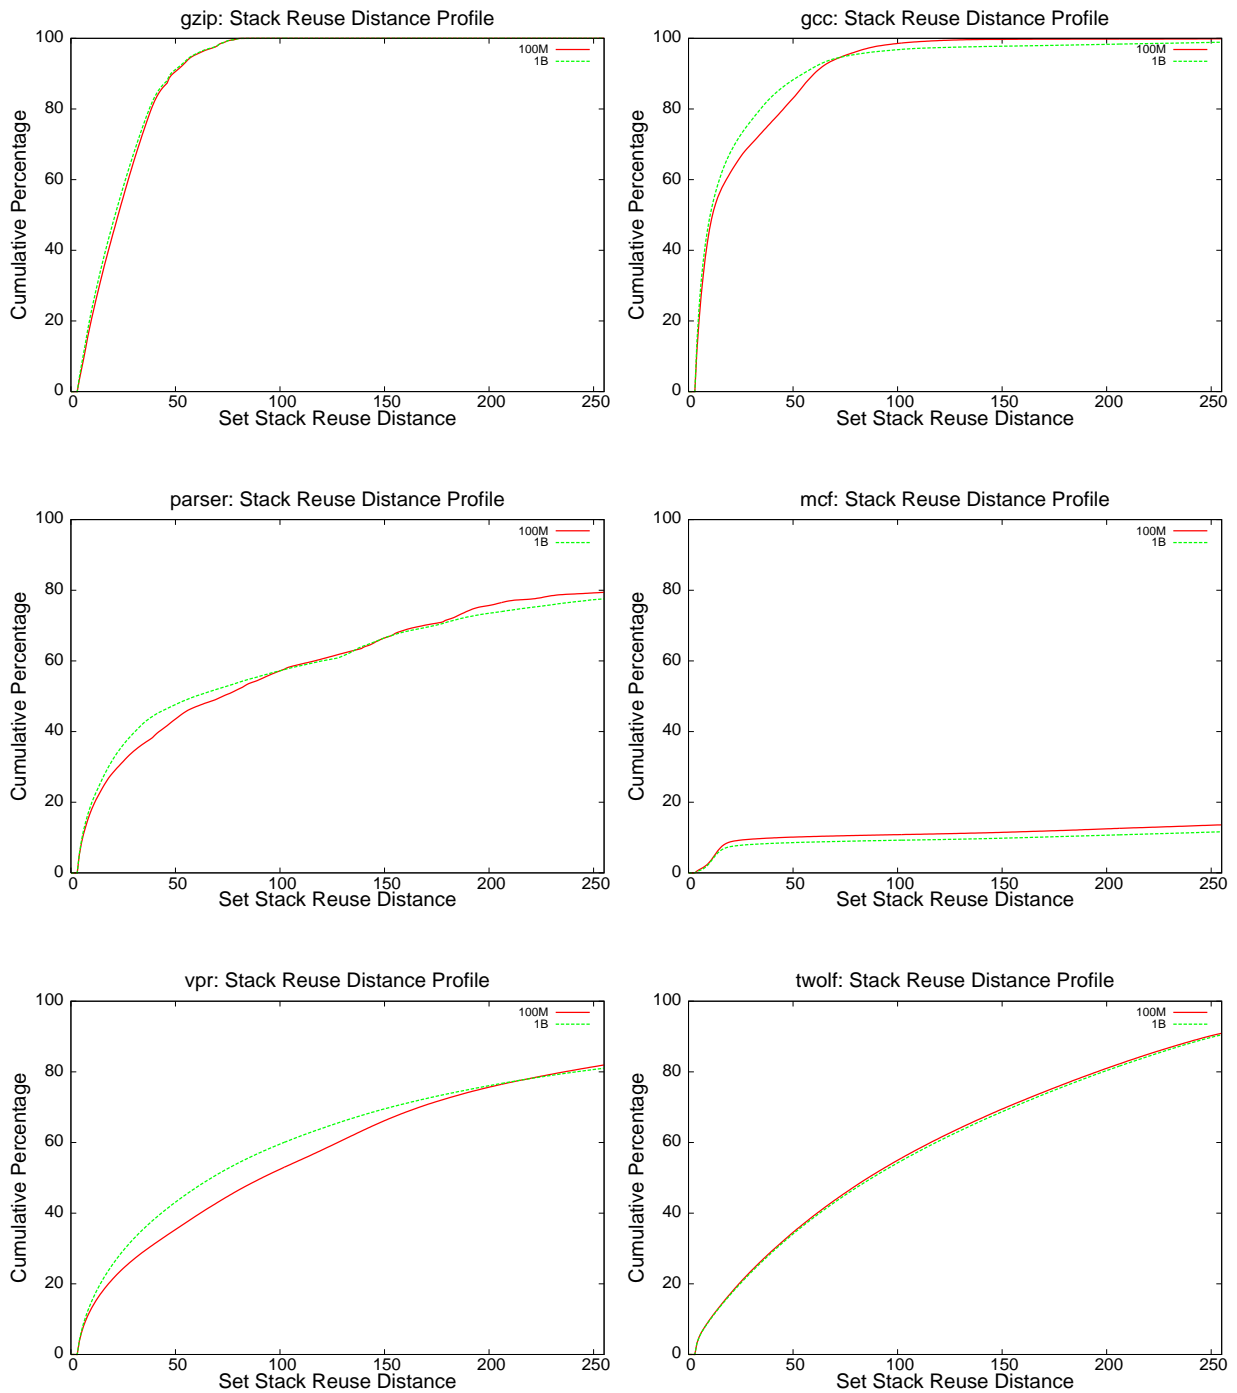 gzip: Stack Reuse Distance Profile
100
80
60
40
20
0
Cumulative Percentage
100M
1B
0 50 100 150 200 250
Set Stack Reuse Distance
gcc: Stack Reuse Distance Profile
100
80
60
40
20
0
Cumulative Percentage
100M
1B
0 50 100 150 200 250
Set Stack Reuse Distance
parser: Stack Reuse Distance Profile
100
80
60
40
20
0
Cumulative Percentage
100M
1B
0 50 100 150 200 250
Set Stack Reuse Distance
mcf: Stack Reuse Distance Profile
100
80
60
40
20
0
Cumulative Percentage
100M
1B
0 50 100 150 200 250
Set Stack Reuse Distance
vpr: Stack Reuse Distance Profile
100
80
60
40
20
0
Cumulative Percentage
100M
1B
0 50 100 150 200 250
Set Stack Reuse Distance
twolf: Stack Reuse Distance Profile
100
80
60
40
20
0
Cumulative Percentage
100M
1B
0 50 100 150 200 250
Set Stack Reuse Distance